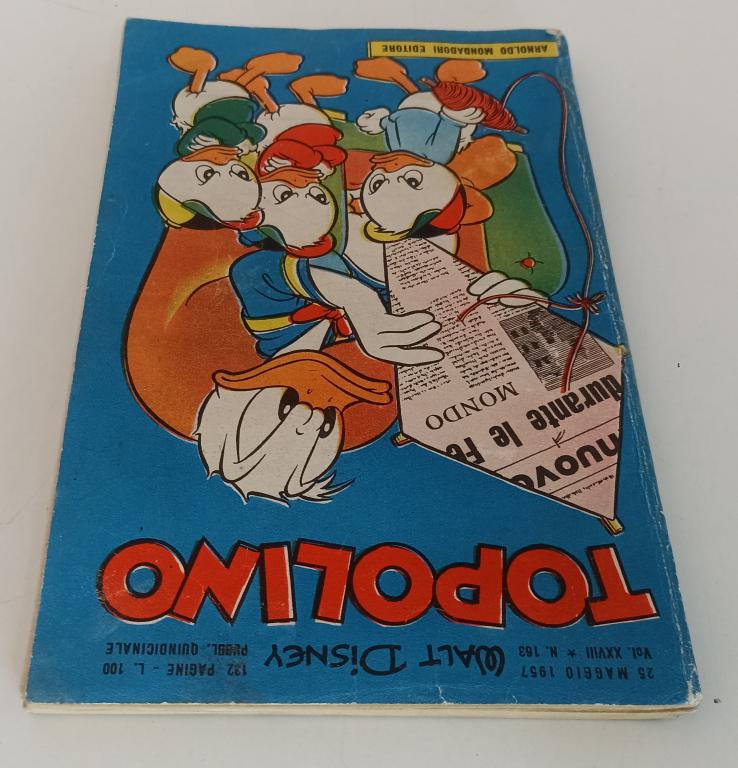 25 MAGGIO 1957
Vol. XXVIII ★ N. 163
WALT DISNEY
132 PAGINE - L. 100
PUBBL. QUINDICINALE
TOPOLINO
nuovo
durante le Fe
MONDO
ARNOLDO MONDADORI EDITORE